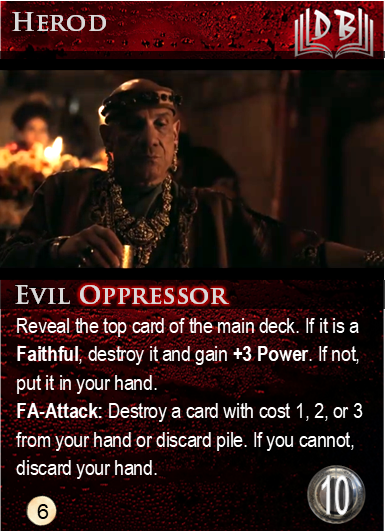 Herod
DB
Evil Oppressor
Reveal the top card of the main deck. If it is a
Faithful, destroy it and gain +3 Power. If not,
put it in your hand.
FA-Attack: Destroy a card with cost 1, 2, or 3
from your hand or discard pile. If you cannot,
discard your hand.
6
10